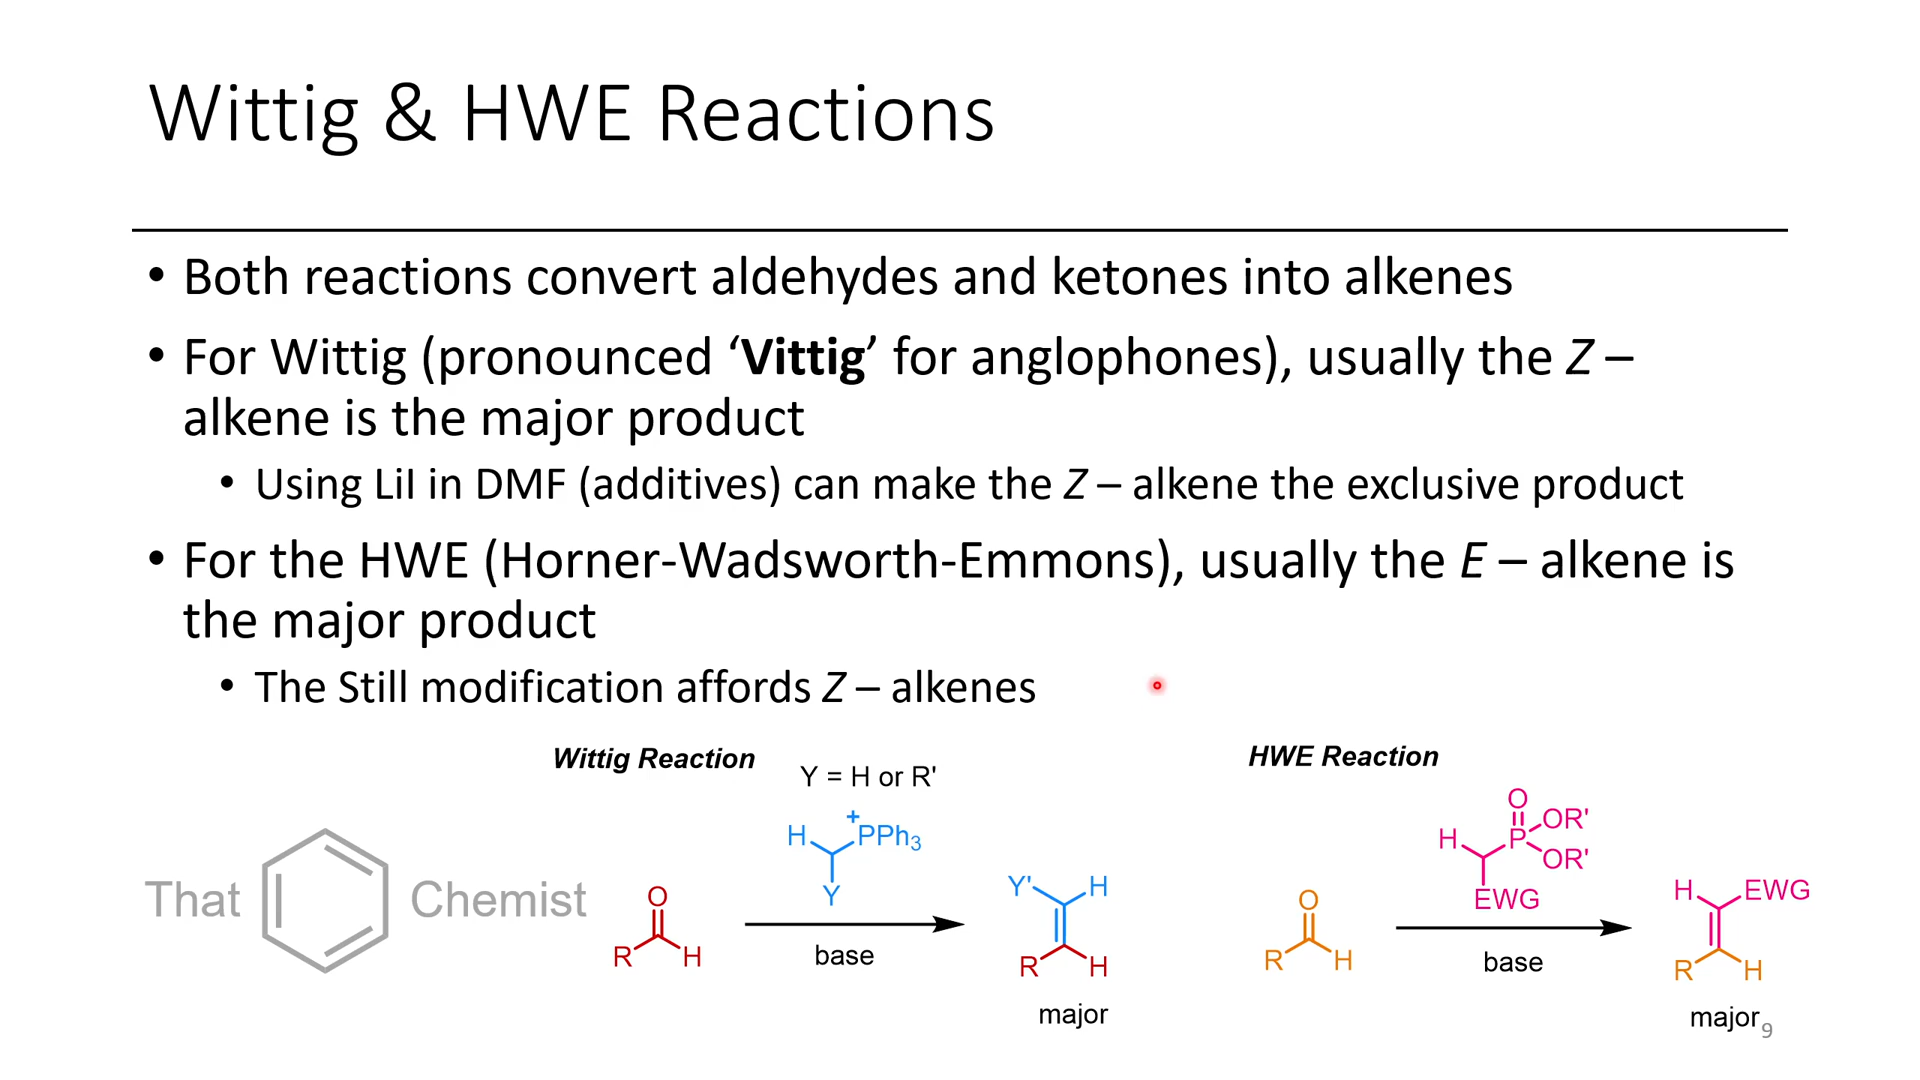 Wittig & HWE Reactions
• Both reactions convert aldehydes and ketones into alkenes
• For Wittig (pronounced ‘Vittig’ for anglophones), usually the Z –
alkene is the major product
• Using LiI in DMF (additives) can make the Z – alkene the exclusive product
• For the HWE (Horner-Wadsworth-Emmons), usually the E – alkene is
the major product
• The Still modification affords Z – alkenes
Wittig Reaction
Y = H or R'
H + PPh3
Y
O
R H
base
Y' H
R H
major
HWE Reaction
O
H P OR'
OR'
EWG
O
R H
base
H EWG
R H
major
That Chemist
9